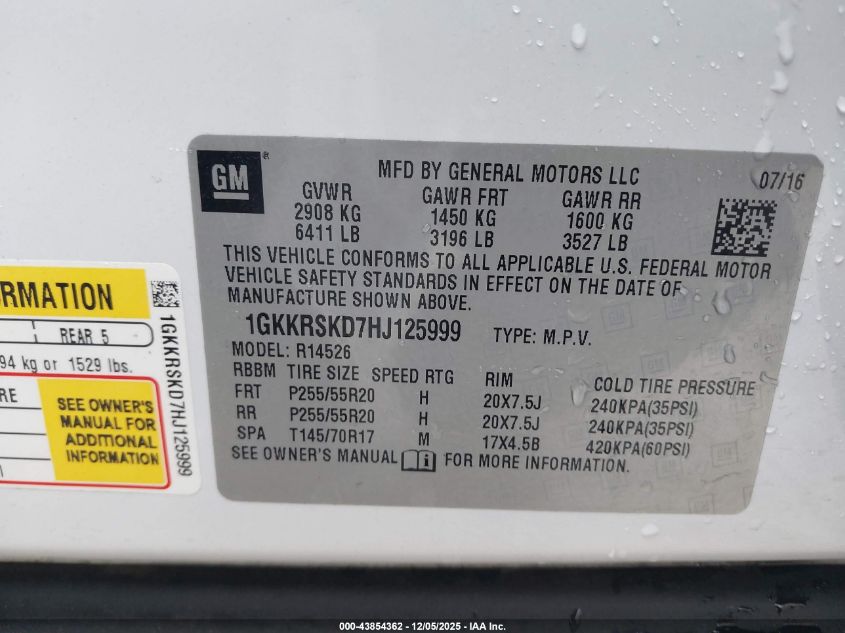 GM ®
MFD BY GENERAL MOTORS LLC
07/16
GVWR GAWR FRT GAWR RR
2908 KG 1450 KG 1600 KG
6411 LB 3196 LB 3527 LB
THIS VEHICLE CONFORMS TO ALL APPLICABLE U.S. FEDERAL MOTOR
VEHICLE SAFETY STANDARDS IN EFFECT ON THE DATE OF
MANUFACTURE SHOWN ABOVE.
1GKKRSKD7HJ125999 TYPE: M.P.V.
MODEL: R14526
RBBM TIRE SIZE SPEED RTG RIM COLD TIRE PRESSURE
FRT P255/55R20 H 20X7.5J 240KPA(35PSI)
RR P255/55R20 H 20X7.5J 240KPA(35PSI)
SPA T145/70R17 M 17X4.5B 420KPA(60PSI)
SEE OWNER'S MANUAL i FOR MORE INFORMATION.
RMATION
REAR 5
94 kg or 1529 lbs.
RE
SEE OWNER'S
MANUAL FOR
ADDITIONAL
INFORMATION
1GKKRSKD7HJ125999
000-43854362 - 12/05/2025 - IAA Inc.